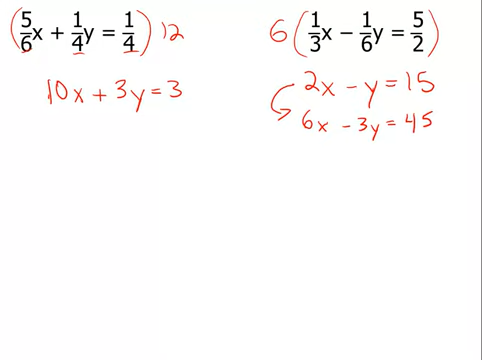 (5/6x + 1/4y = 1/4) 12
10x + 3y = 3
6 (1/3x − 1/6y = 5/2)
2x − y = 15
6x − 3y = 45